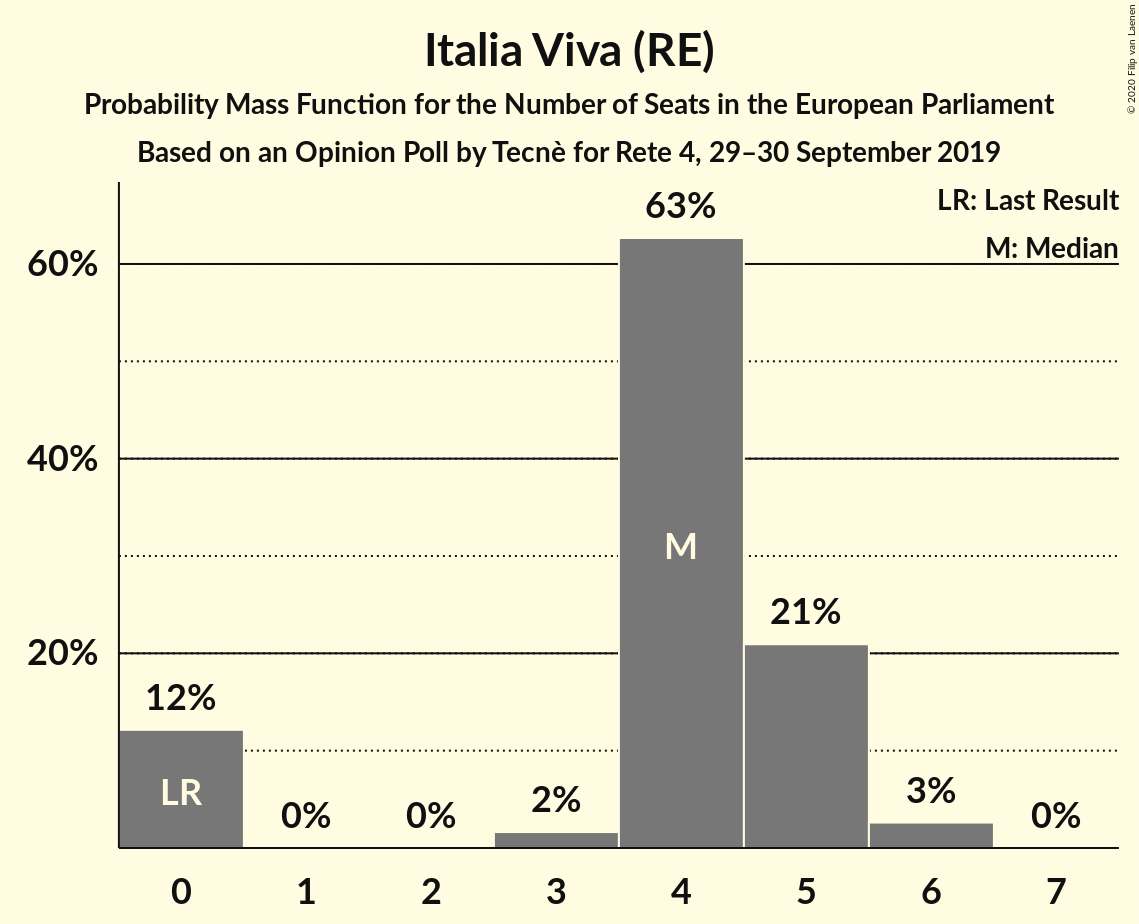 Italia Viva (RE)
Probability Mass Function for the Number of Seats in the European Parliament
Based on an Opinion Poll by Tecnè for Rete 4, 29–30 September 2019
© 2020 Filip van Laenen
LR: Last Result
M: Median
60%
40%
20%
63%
M
21%
12%
LR
0%
0%
2%
3%
0%
0
1
2
3
4
5
6
7